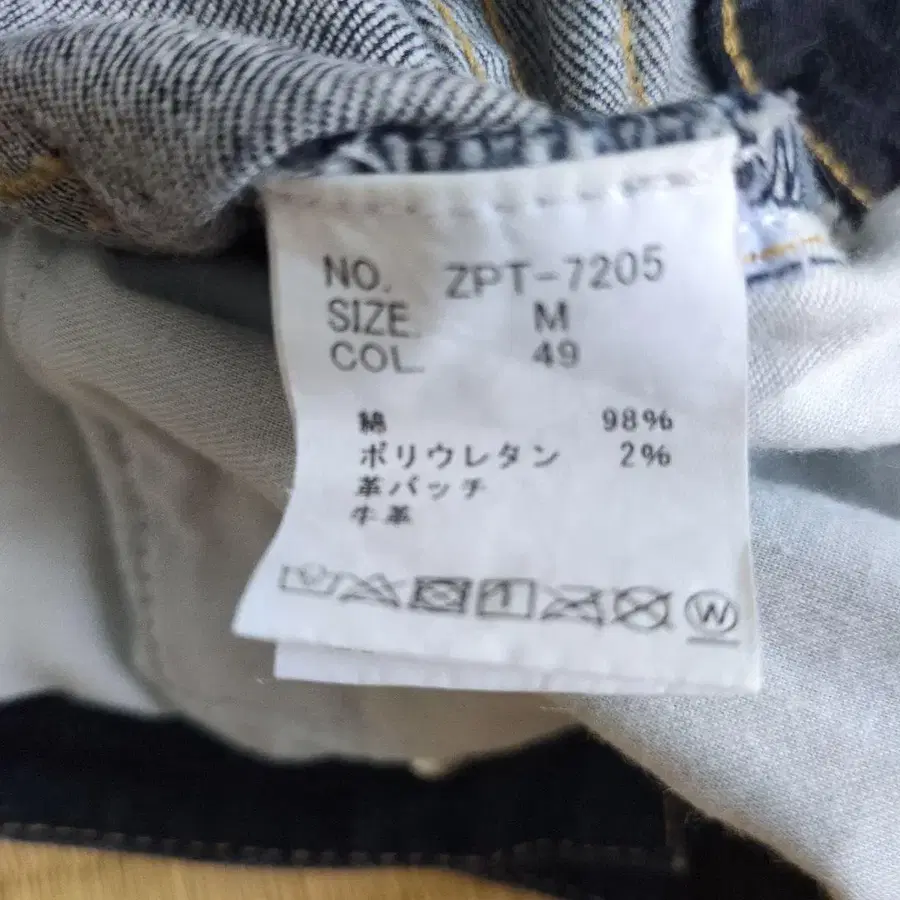 NO. ZPT-7205
SIZE M
COL. 49
綿 98%
ポリウレタン 2%
革パッチ
牛革
W